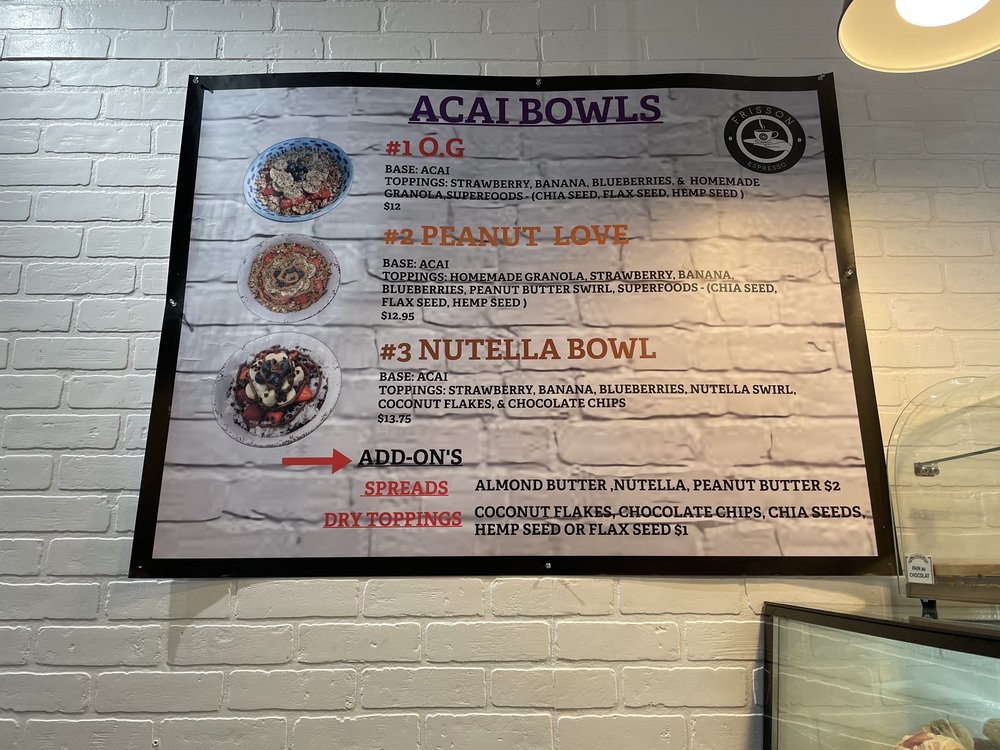 ACAI BOWLS
FRISSON
ESPRESSO
#1 O.G
BASE: ACAI
TOPPINGS: STRAWBERRY, BANANA, BLUEBERRIES, & HOMEMADE
GRANOLA,SUPERFOODS - (CHIA SEED, FLAX SEED, HEMP SEED )
$12
#2 PEANUT LOVE
BASE: ACAI
TOPPINGS: HOMEMADE GRANOLA, STRAWBERRY, BANANA,
BLUEBERRIES, PEANUT BUTTER SWIRL, SUPERFOODS - (CHIA SEED,
FLAX SEED, HEMP SEED )
$12.95
#3 NUTELLA BOWL
BASE: ACAI
TOPPINGS: STRAWBERRY, BANANA, BLUEBERRIES, NUTELLA SWIRL,
COCONUT FLAKES, & CHOCOLATE CHIPS
$13.75
ADD-ON'S
SPREADS ALMOND BUTTER ,NUTELLA, PEANUT BUTTER $2
DRY TOPPINGS COCONUT FLAKES, CHOCOLATE CHIPS, CHIA SEEDS,
HEMP SEED OR FLAX SEED $1
PAIN au
CHOCOLAT